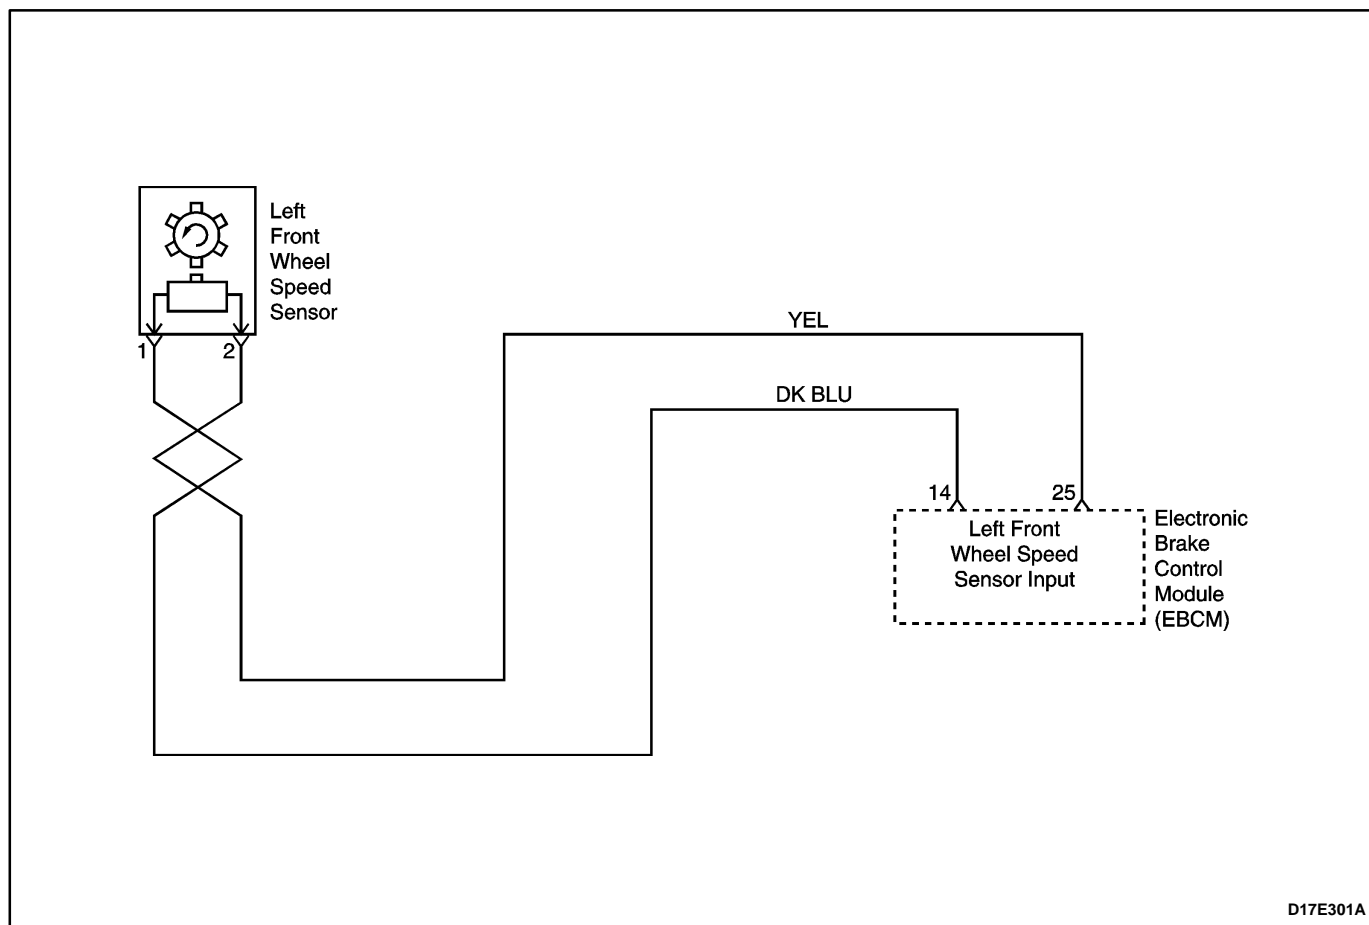 Left
Front
Wheel
Speed
Sensor
1
2
YEL
DK BLU
14
25
Left Front
Wheel Speed
Sensor Input
Electronic
Brake
Control
Module
(EBCM)
D17E301A